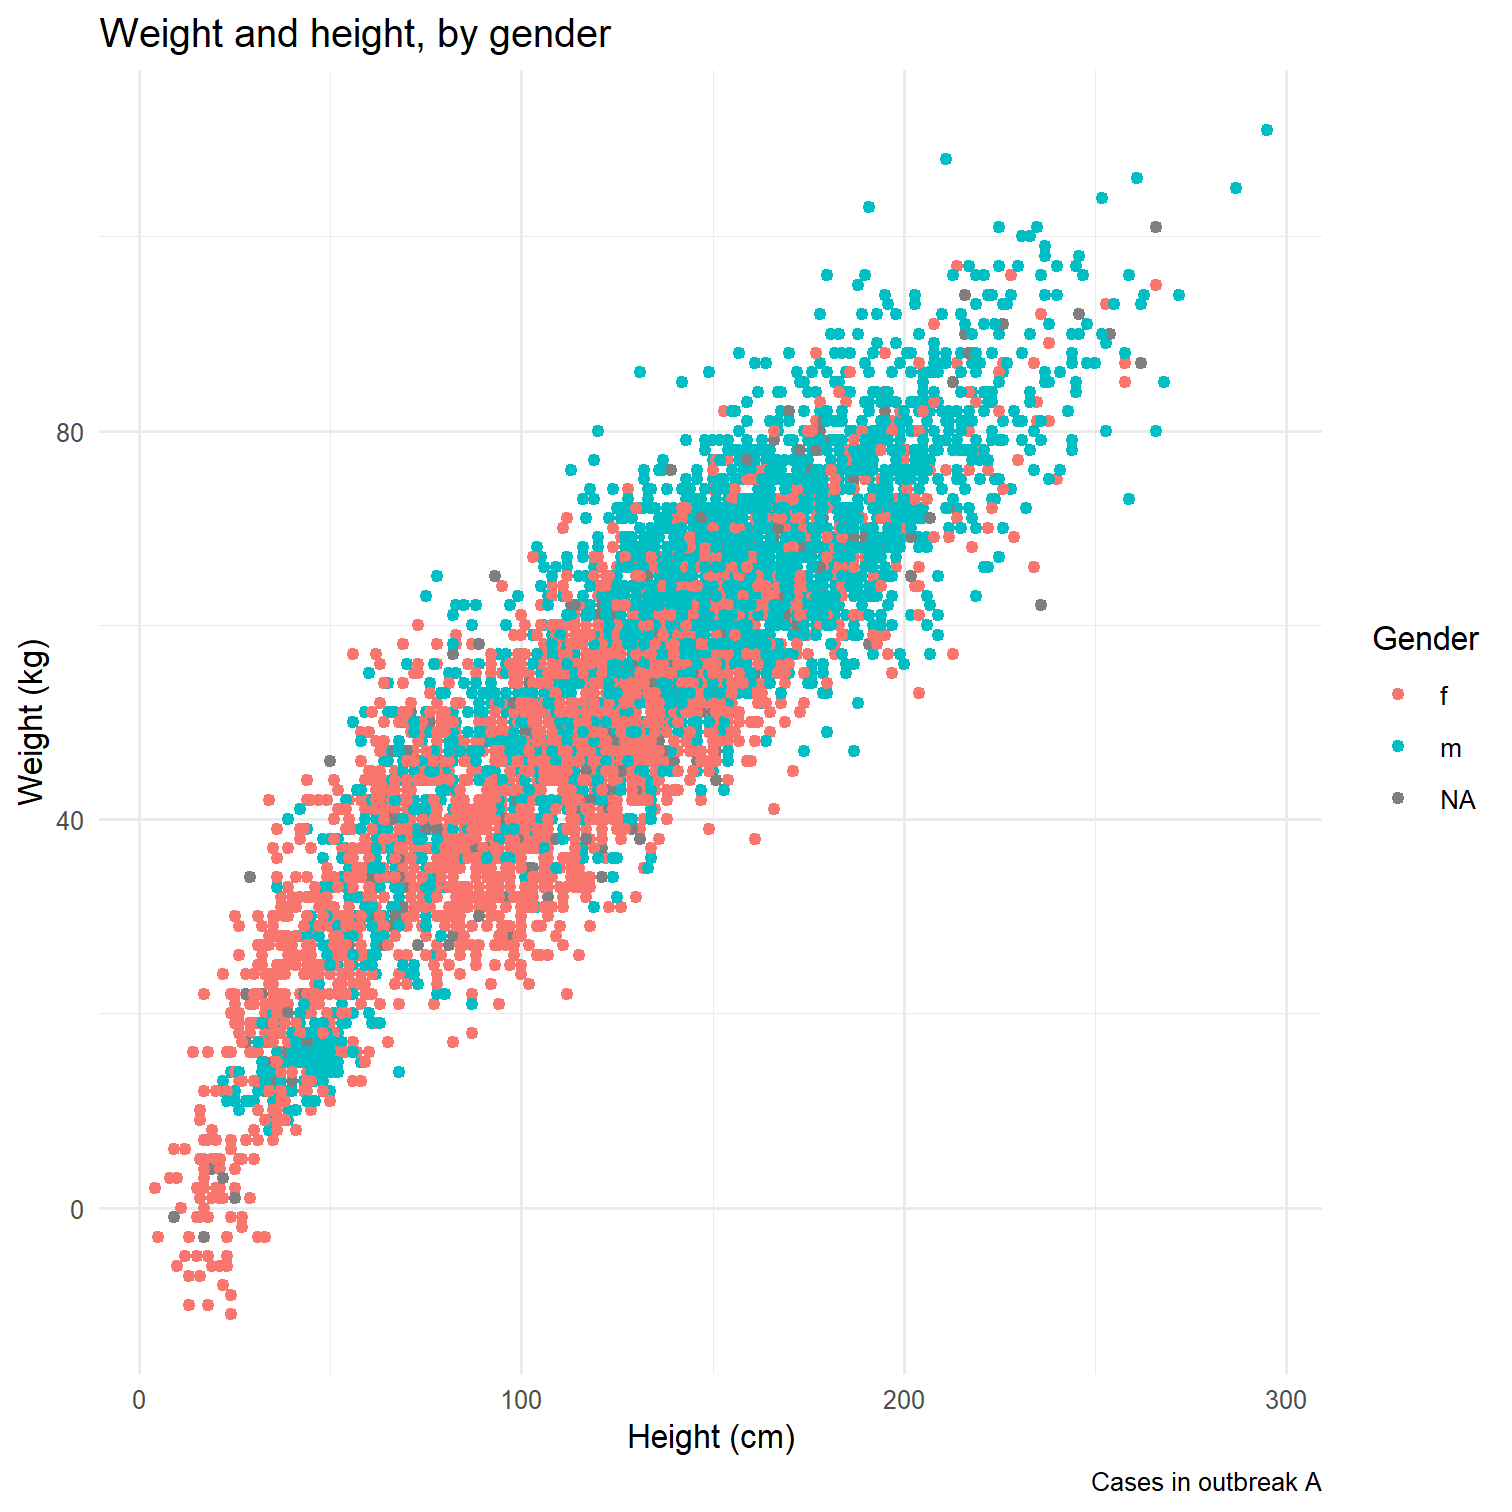 Weight and height, by gender
Weight (kg)
80
40
0
0 100 200 300
Height (cm)
Gender
f
m
NA
Cases in outbreak A